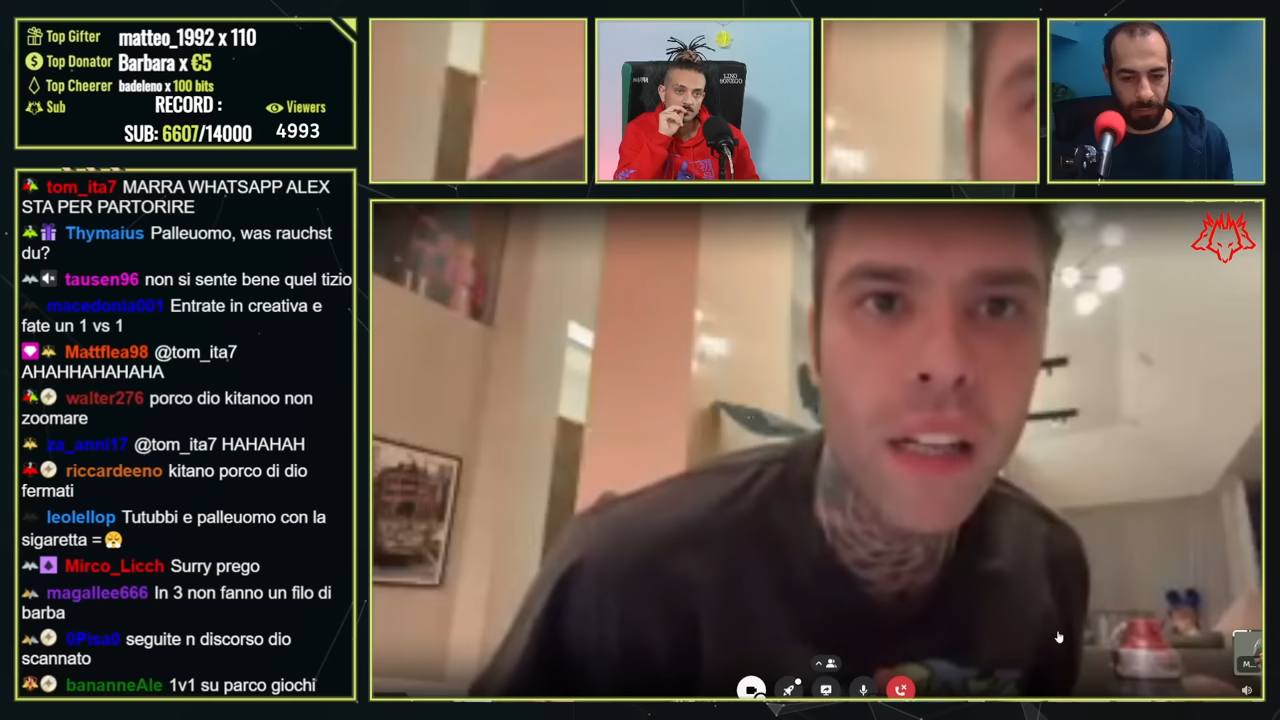 Top Gifter matteo_1992 x 110
Top Donator Barbara x €5
Top Cheerer badeleno x 100 bits
Sub RECORD : Viewers
SUB: 6607/14000 4993
tom_ita7 MARRA WHATSAPP ALEX
STA PER PARTORIRE
Thymaius Palleuomo, was rauchst
du?
tausen96 non si sente bene quel tizio
macedonia001 Entrate in creativa e
fate un 1 vs 1
Mattflea98 @tom_ita7
AHAHHAHAHAHA
walter276 porco dio kitanoo non
zoomare
za_anni17 @tom_ita7 HAHAHAH
riccardeeno kitano porco di dio
fermati
leolellop Tutubbi e palleuomo con la
sigaretta =
Mirco_Licch Surry prego
magallee666 In 3 non fanno un filo di
barba
0Pisa0 seguite n discorso dio
scannato
bananneAle 1v1 su parco giochi
M...